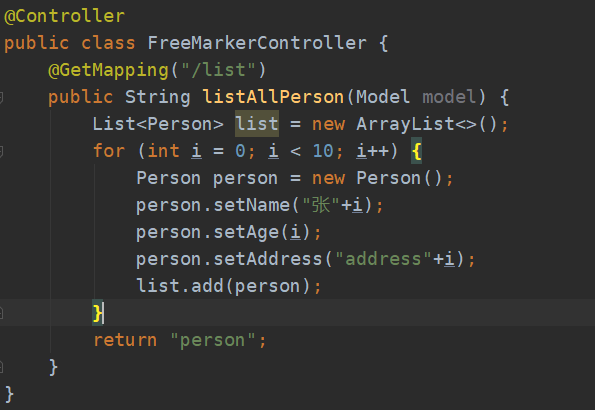 @Controller
public class FreeMarkerController {
    @GetMapping("/list")
    public String listAllPerson(Model model) {
        List<Person> list = new ArrayList<>();
        for (int i = 0; i < 10; i++) {
            Person person = new Person();
            person.setName("张"+i);
            person.setAge(i);
            person.setAddress("address"+i);
            list.add(person);
        }
        return "person";
    }
}